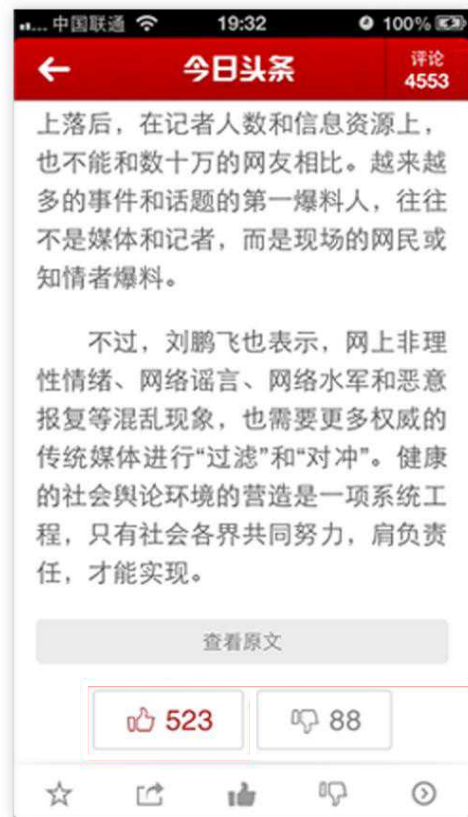 中国联通 19:32 100%
今日头条 评论
4553
上落后，在记者人数和信息资源上，
也不能和数十万的网友相比。越来越
多的事件和话题的第一爆料人，往往
不是媒体和记者，而是现场的网民或
知情者爆料。
不过，刘鹏飞也表示，网上非理
性情绪、网络谣言、网络水军和恶意
报复等混乱现象，也需要更多权威的
传统媒体进行“过滤”和“对冲”。健康
的社会舆论环境的营造是一项系统工
程，只有社会各界共同努力，肩负责
任，才能实现。
查看原文
523 88